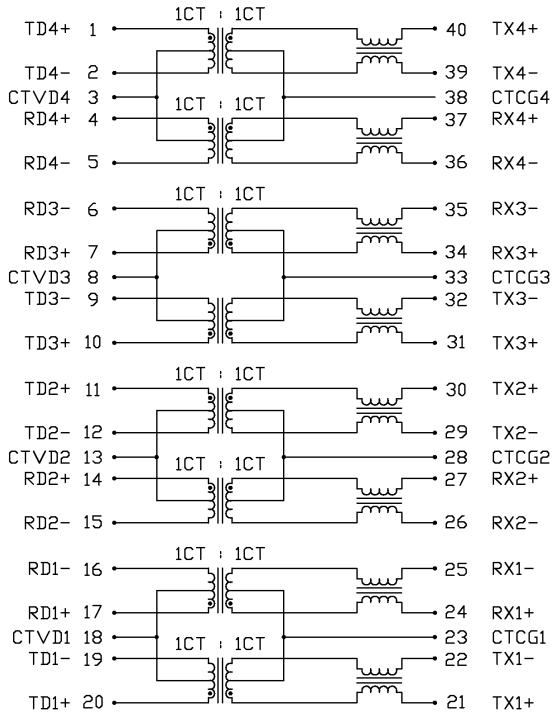 1CT : 1CT
TD4+ 1 40 TX4+
TD4- 2 39 TX4-
CTVD4 3 1CT : 1CT 38 CTCG4
RD4+ 4 37 RX4+
RD4- 5 36 RX4-
1CT : 1CT
RD3- 6 35 RX3-
RD3+ 7 34 RX3+
CTVD3 8 33 CTCG3
TD3- 9 32 TX3-
TD3+ 10 31 TX3+
1CT : 1CT
TD2+ 11 30 TX2+
TD2- 12 29 TX2-
CTVD2 13 28 CTCG2
1CT : 1CT
RD2+ 14 27 RX2+
RD2- 15 26 RX2-
1CT : 1CT
RD1- 16 25 RX1-
RD1+ 17 24 RX1+
CTVD1 18 23 CTCG1
1CT : 1CT
TD1- 19 22 TX1-
TD1+ 20 21 TX1+